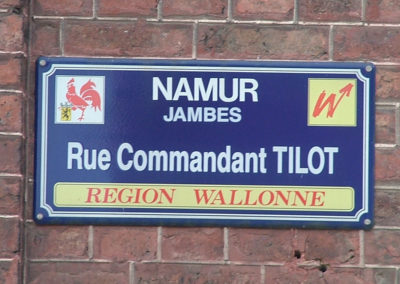 NAMUR
JAMBES
Rue Commandant TILOT
REGION WALLONNE
W